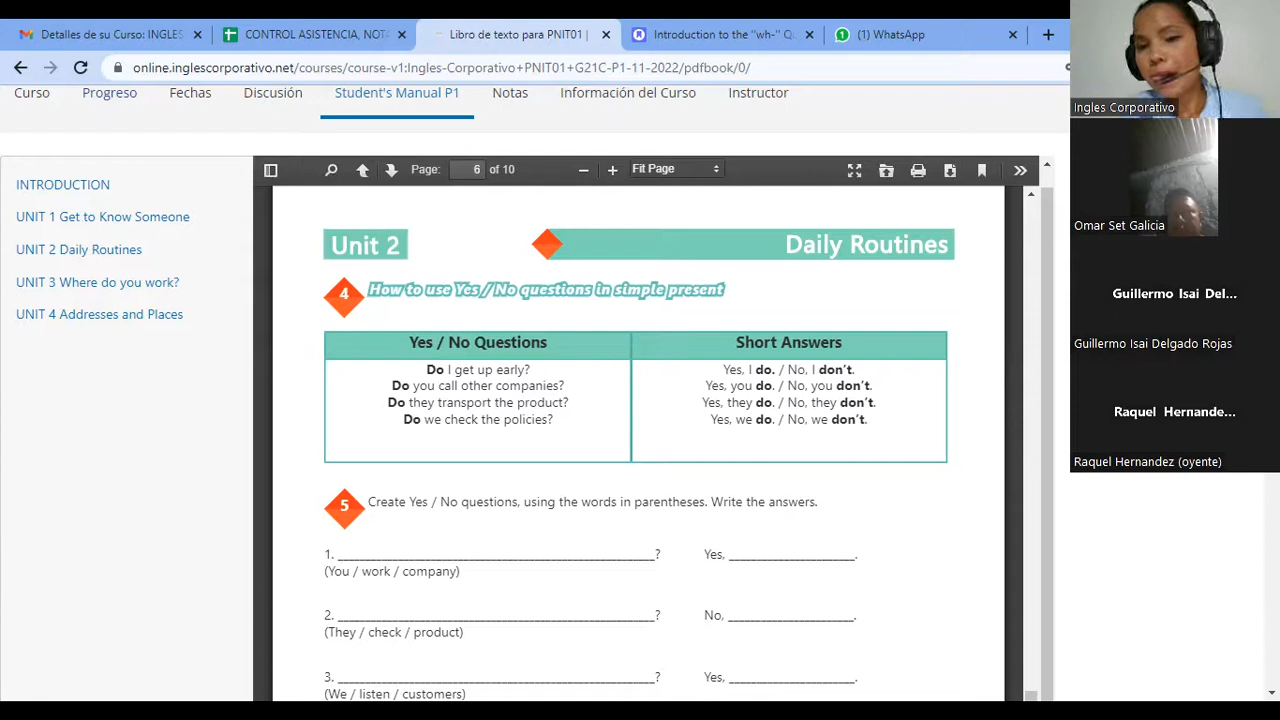 Detalles de su Curso: INGLES
CONTROL ASISTENCIA, NOTA
Libro de texto para PNIT01 |
Introduction to the "wh-" Qu
(1) WhatsApp
online.inglescorporativo.net/courses/course-v1:Ingles-Corporativo+PNIT01+G21C-P1-11-2022/pdfbook/0/
Curso
Progreso
Fechas
Discusión
Student's Manual P1
Notas
Información del Curso
Instructor
INTRODUCTION
UNIT 1 Get to Know Someone
UNIT 2 Daily Routines
UNIT 3 Where do you work?
UNIT 4 Addresses and Places
Page: 6 of 10
Fit Page
Unit 2
Daily Routines
4 How to use Yes / No questions in simple present
Yes / No Questions
Short Answers
Do I get up early?
Yes, I do. / No, I don't.
Do you call other companies?
Yes, you do. / No, you don't.
Do they transport the product?
Yes, they do. / No, they don't.
Do we check the policies?
Yes, we do. / No, we don't.
5 Create Yes / No questions, using the words in parentheses. Write the answers.
1. ______________________________________? Yes, _______________.
(You / work / company)
2. ______________________________________? No, _______________.
(They / check / product)
3. ______________________________________? Yes, _______________.
(We / listen / customers)
Ingles Corporativo
Omar Set Galicia
Guillermo Isai Del...
Guillermo Isai Delgado Rojas
Raquel Hernande...
Raquel Hernandez (oyente)